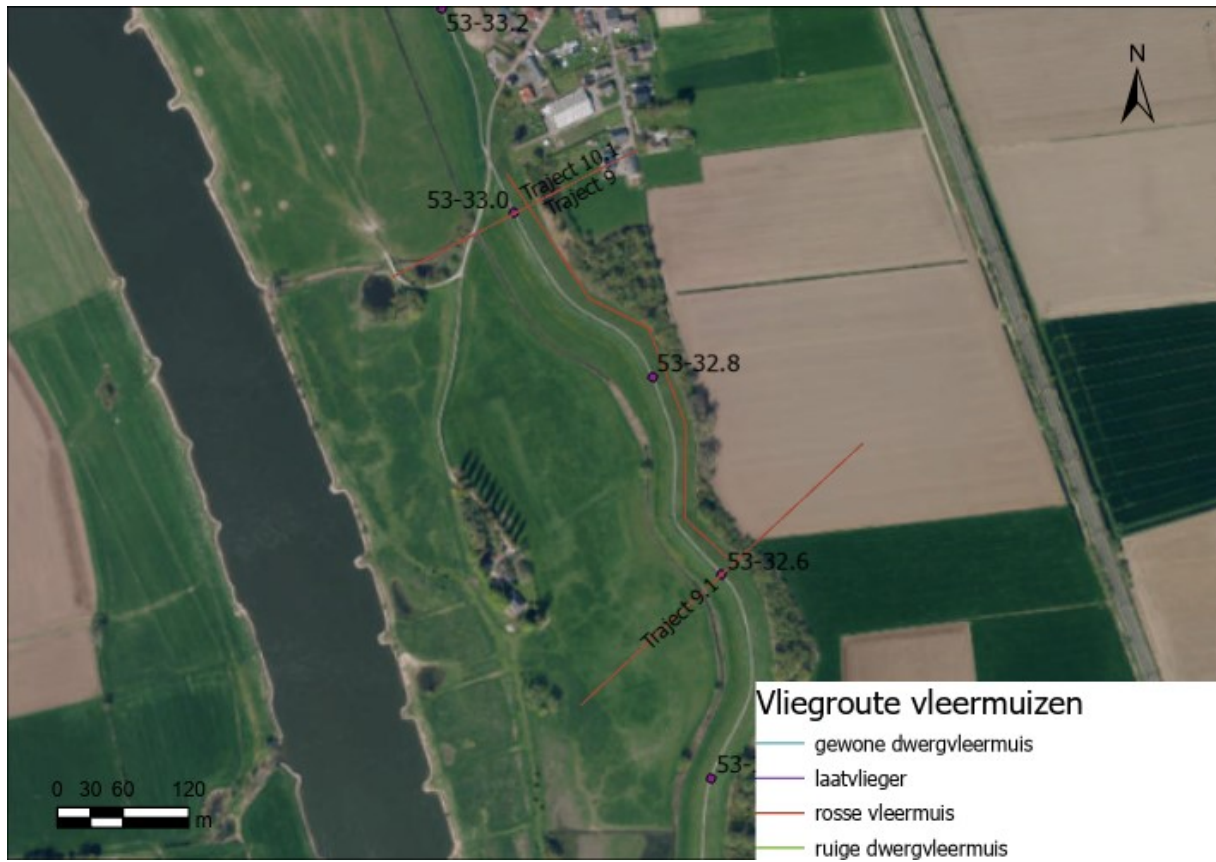 53-33.2
N
Traject 10.1
Traject 9
53-33.0
53-32.8
53-32.6
Traject 9.1
53-
Vliegroute vleermuizen
gewone dwergvleermuis
laatvlieger
rosse vleermuis
ruige dwergvleermuis
0 30 60 120
m